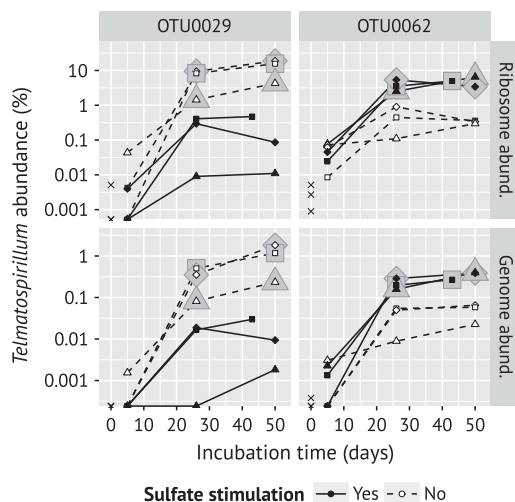 OTU0029 OTU0062
10
1
0.1
0.01
0.001
Ribosome abund.
Telmatospirillum abundance (%)
1
0.1
0.01
0.001
Genome abund.
0 10 20 30 40 50 0 10 20 30 40 50
Incubation time (days)
Sulfate stimulation Yes No